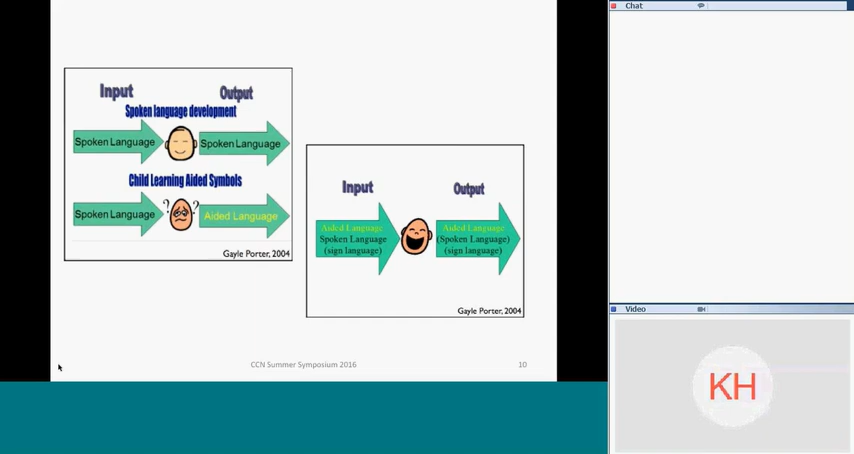 Input Output
Spoken language development
Spoken Language Spoken Language
Child Learning Aided Symbols
Spoken Language ? ? Aided Language
Gayle Porter, 2004
Input Output
Aided Language Aided Language
Spoken Language (Spoken Language)
(sign language) (sign language)
Gayle Porter, 2004
CCN Summer Symposium 2016 10
Chat
Video
KH